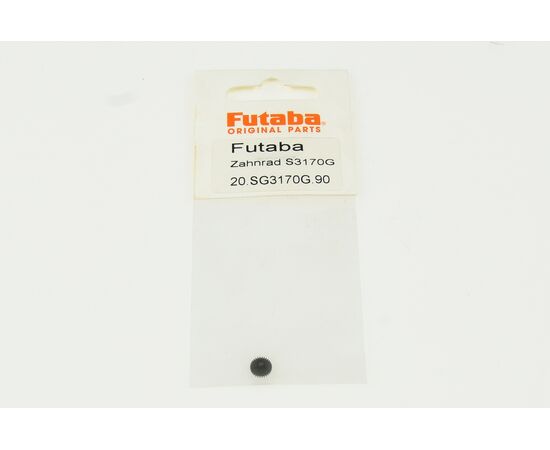 Futaba®
ORIGINAL PARTS
Futaba
Zahnrad S3170G
20.SG3170G.90